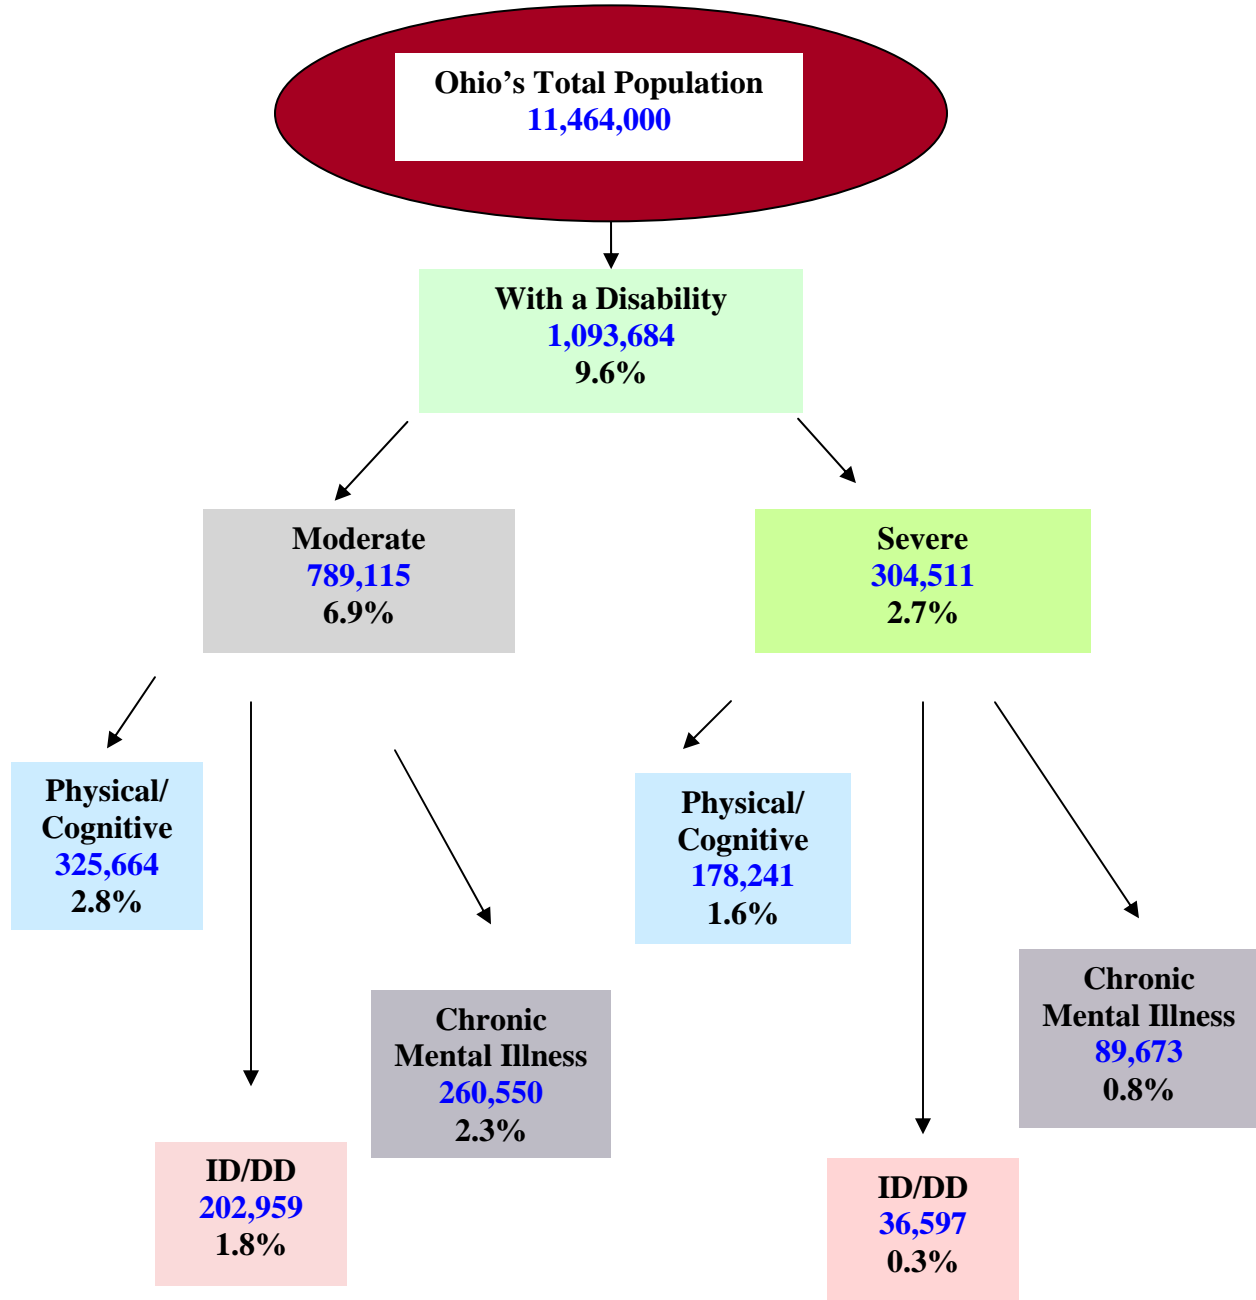 Ohio’s Total Population
11,464,000
With a Disability
1,093,684
9.6%
Moderate
789,115
6.9%
Severe
304,511
2.7%
Physical/
Cognitive
325,664
2.8%
Physical/
Cognitive
178,241
1.6%
Chronic
Mental Illness
260,550
2.3%
Chronic
Mental Illness
89,673
0.8%
ID/DD
202,959
1.8%
ID/DD
36,597
0.3%